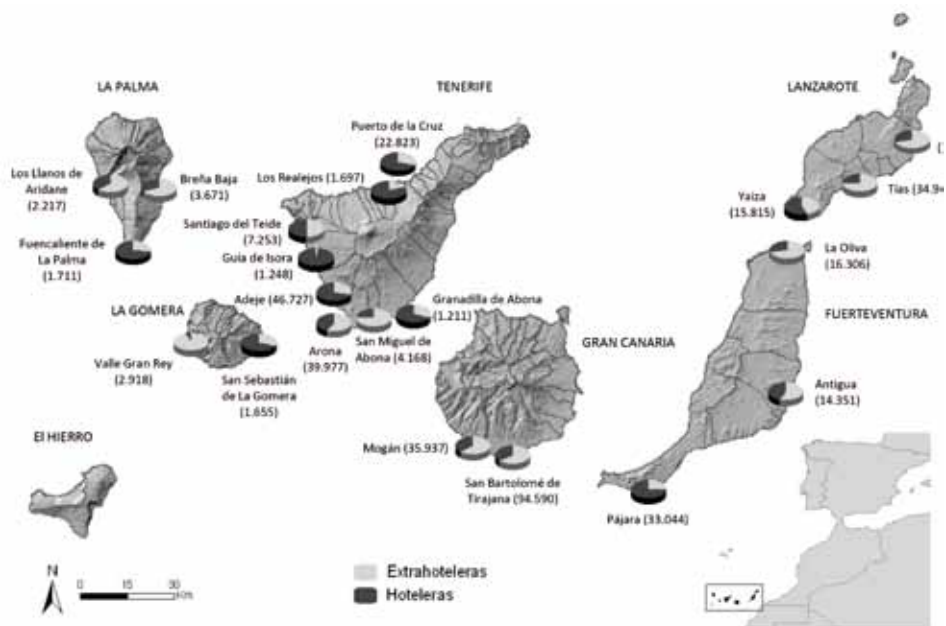 LA PALMA
TENERIFE
LANZAROTE
Puerto de la Cruz
(22.823)
Los Llanos de
Aridane
(2.217)
Breña Baja
(3.671)
Los Realejos (1.697)
Tías (34.94
Yaiza
(15.815)
Santiago del Teide
(7.253)
Fuencaliente de
La Palma
(1.711)
Guía de Isora
(1.248)
La Oliva
(16.306)
Adeje (46.727)
Granadilla de Abona
(1.211)
LA GOMERA
FUERTEVENTURA
Arona
(39.977)
San Miguel de
Abona (4.168)
GRAN CANARIA
Valle Gran Rey
(2.918)
San Sebastián
de La Gomera
(1.655)
Antigua
(14.351)
El HIERRO
Mogán (35.937)
San Bartolomé de
Tirajana (94.590)
Pájara (33.044)
N
0 15 30
Km
Extrahoteleras
Hoteleras